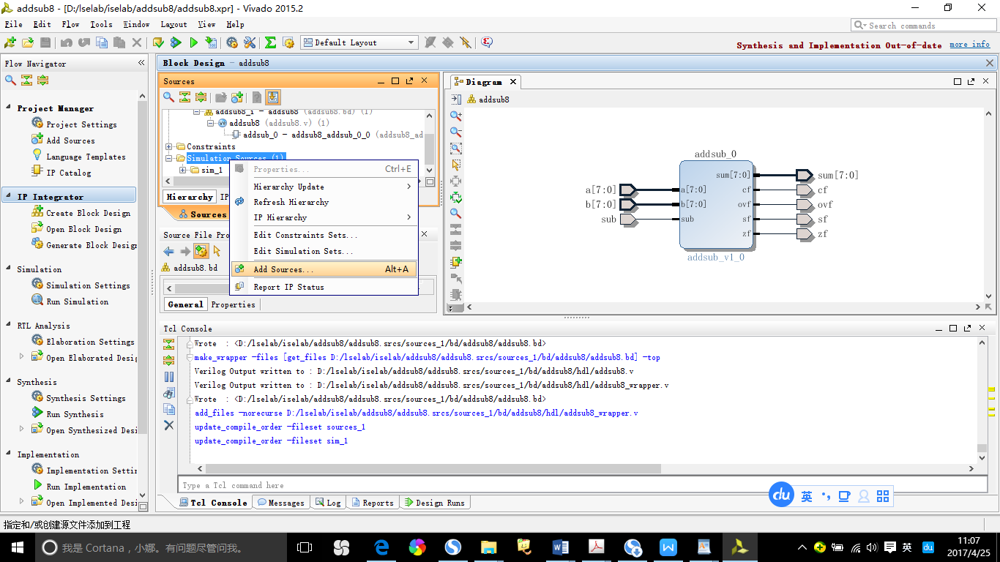 addsub8 - [D:/lselab/iselab/addsub8/addsub8.xpr] - Vivado 2015.2
File Edit Flow Tools Window Layout View Help
Search commands
Default Layout
Synthesis and Implementation Out-of-date more info
Flow Navigator
Project Manager
Project Settings
Add Sources
Language Templates
IP Catalog
IP Integrator
Create Block Design
Open Block Design
Generate Block Desig
Simulation
Simulation Settings
Run Simulation
RTL Analysis
Elaboration Settings
Open Elaborated Desig
Synthesis
Synthesis Settings
Run Synthesis
Open Synthesized Desi
Implementation
Implementation Settin
Run Implementation
Open Implemented Desi
Block Design - addsub8
Sources
addsub8_i - addsub8 (addsub8.bd) (1)
addsub8 (addsub8.v) (1)
addsub_0 - addsub8_addsub_0_0 (addsub8_ad
Constraints
Simulation Sources (1)
sim_1
Hierarchy IP
Sources
Properties... Ctrl+E
Hierarchy Update
Refresh Hierarchy
IP Hierarchy
Edit Constraints Sets...
Edit Simulation Sets...
Add Sources... Alt+A
Report IP Status
Source File Pro
addsub8.bd
General Properties
Diagram
addsub8
addsub_0
sum[7:0] sum[7:0]
a[7:0] a[7:0] cf cf
b[7:0] b[7:0] ovf ovf
sub sub sf sf
zf zf
addsub_v1_0
Tcl Console
Wrote : <D:/lselab/iselab/addsub8/addsub8.srcs/sources_1/bd/addsub8/addsub8.bd>
make_wrapper -files [get_files D:/lselab/iselab/addsub8/addsub8.srcs/sources_1/bd/addsub8/addsub8.bd] -top
Verilog Output written to : D:/lselab/iselab/addsub8/addsub8.srcs/sources_1/bd/addsub8/hdl/addsub8.v
Verilog Output written to : D:/lselab/iselab/addsub8/addsub8.srcs/sources_1/bd/addsub8/hdl/addsub8_wrapper.v
Wrote : <D:/lselab/iselab/addsub8/addsub8.srcs/sources_1/bd/addsub8/addsub8.bd>
add_files -norecurse D:/lselab/iselab/addsub8/addsub8.srcs/sources_1/bd/addsub8/hdl/addsub8_wrapper.v
update_compile_order -fileset sources_1
update_compile_order -fileset sim_1
Type a Tcl command here
Tcl Console Messages Log Reports Design Runs
du 英
指定和/或创建源文件添加到工程
我是 Cortana，小娜。有问题尽管问我。
英 du
11:07
2017/4/25